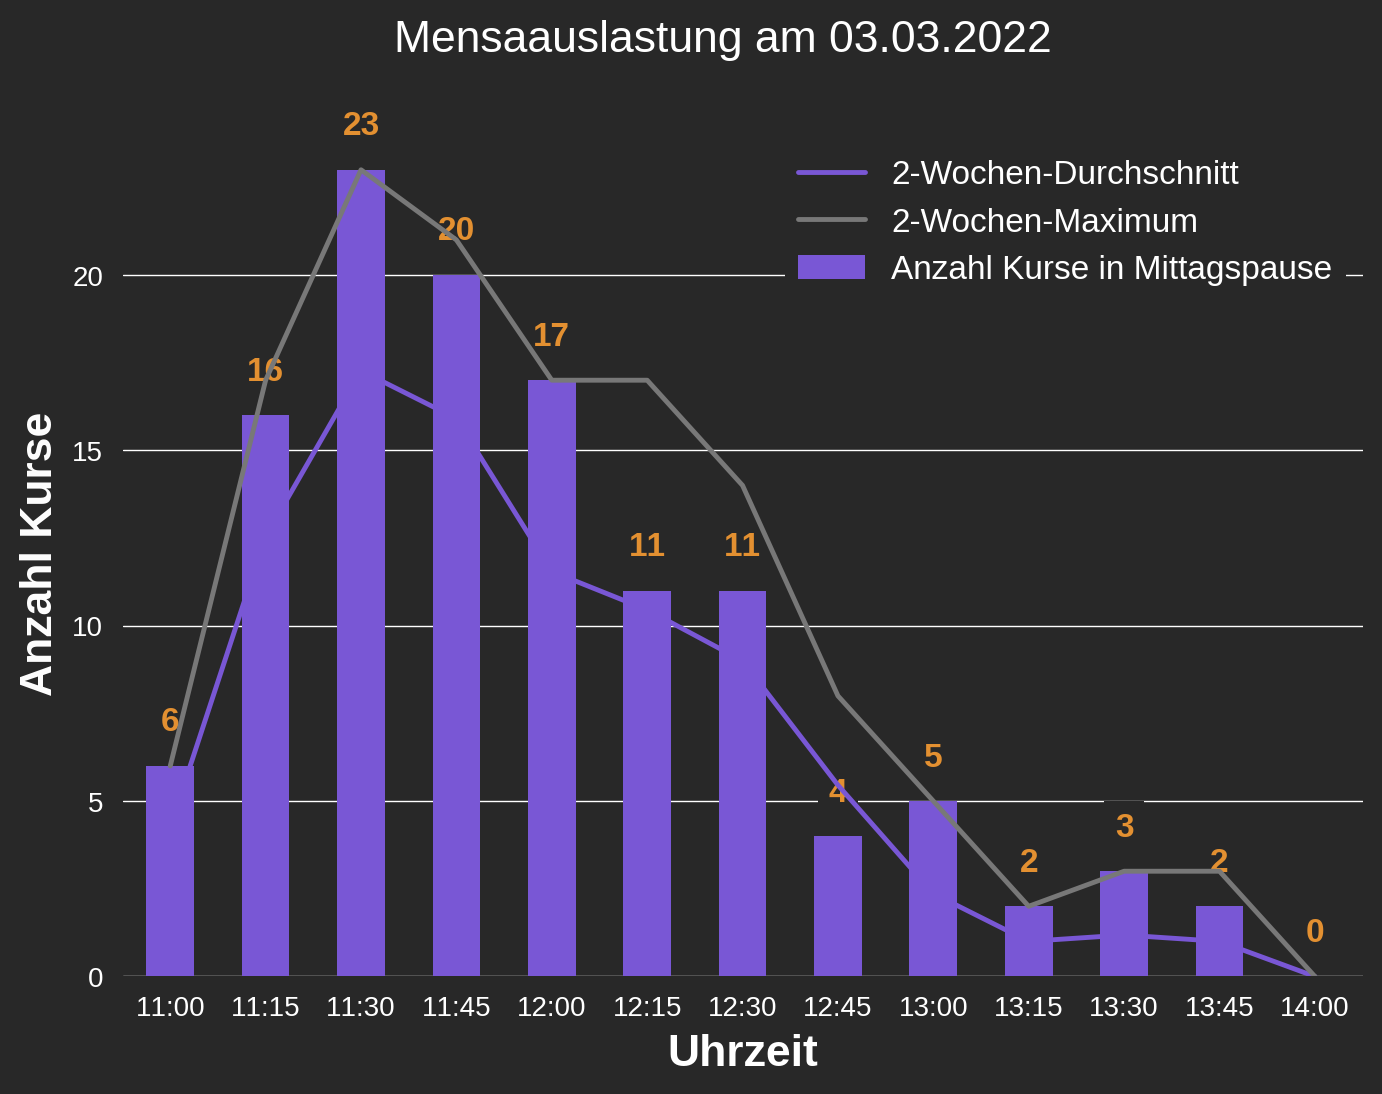 Mensaauslastung am 03.03.2022
2-Wochen-Durchschnitt
2-Wochen-Maximum
Anzahl Kurse in Mittagspause
Anzahl Kurse
20
15
10
5
0
6
16
23
20
17
11
11
4
5
2
3
2
0
11:00 11:15 11:30 11:45 12:00 12:15 12:30 12:45 13:00 13:15 13:30 13:45 14:00
Uhrzeit